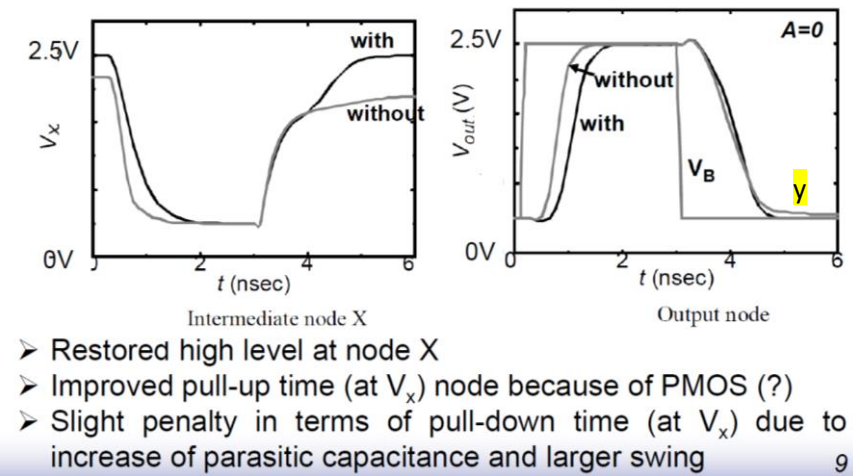 with
2.5V
without
Vx
0V
0
2
4
6
t (nsec)
Intermediate node X
A=0
2.5V
without
with
Vout (V)
VB
y
0V
0
2
4
6
t (nsec)
Output node
➢ Restored high level at node X
➢ Improved pull-up time (at Vx) node because of PMOS (?)
➢ Slight penalty in terms of pull-down time (at Vx) due to
increase of parasitic capacitance and larger swing
9